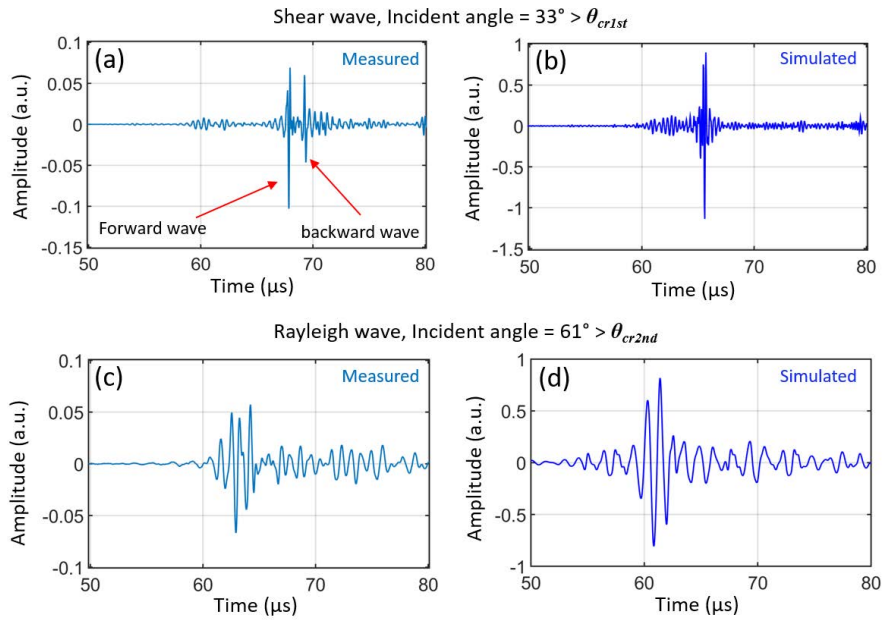 Shear wave, Incident angle = 33° > θcr1st
(a)
Measured
Forward wave
backward wave
Amplitude (a.u.)
0.1
0.05
0
-0.05
-0.1
-0.15
50
60
70
80
Time (μs)
(b)
Simulated
Amplitude (a.u.)
1
0.5
0
-0.5
-1
-1.5
50
60
70
80
Time (μs)
Rayleigh wave, Incident angle = 61° > θcr2nd
(c)
Measured
Amplitude (a.u.)
0.1
0.05
0
-0.05
-0.1
50
60
70
80
Time (μs)
(d)
Simulated
Amplitude (a.u.)
1
0.5
0
-0.5
-1
50
60
70
80
Time (μs)